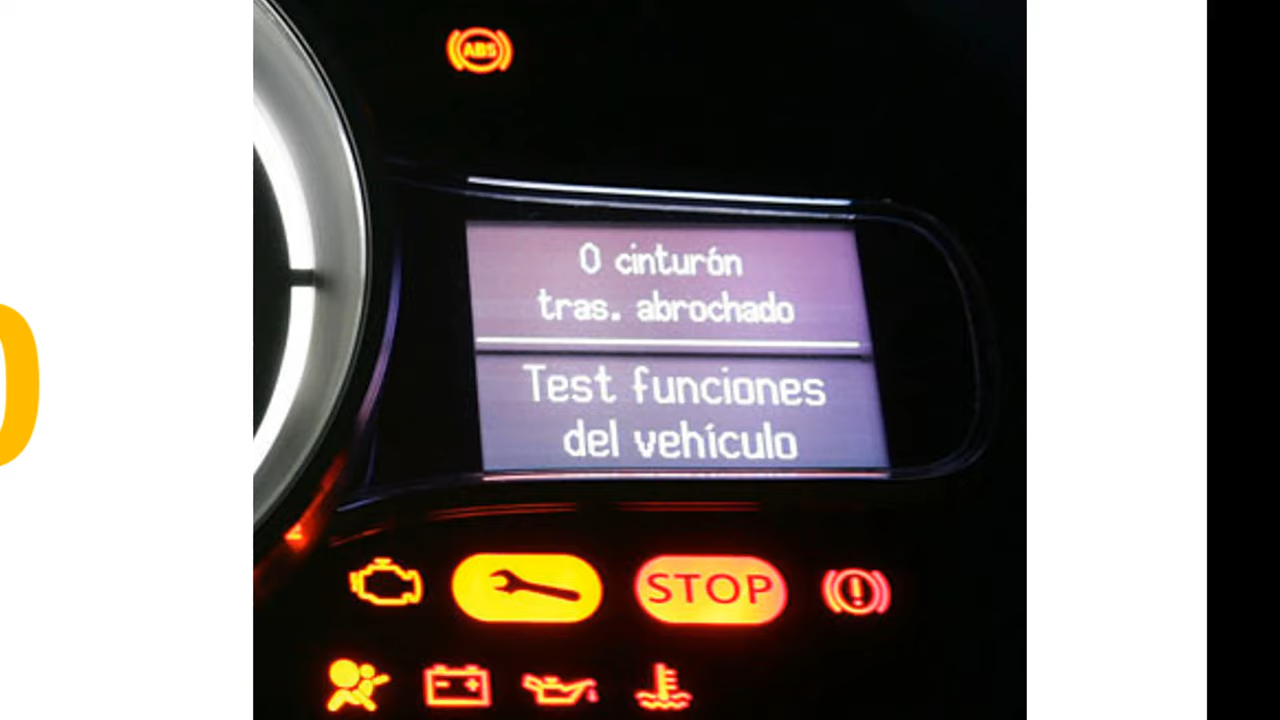 ABS
0 cinturón
tras. abrochado
Test funciones
del vehículo
STOP